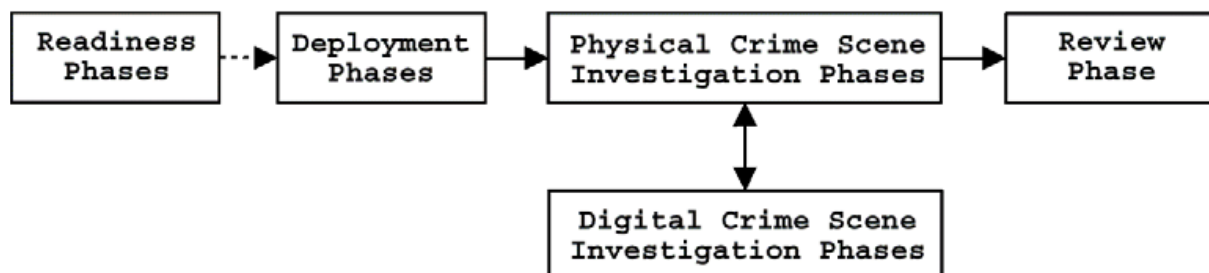 Readiness
Phases
Deployment
Phases
Physical Crime Scene
Investigation Phases
Review
Phase
Digital Crime Scene
Investigation Phases